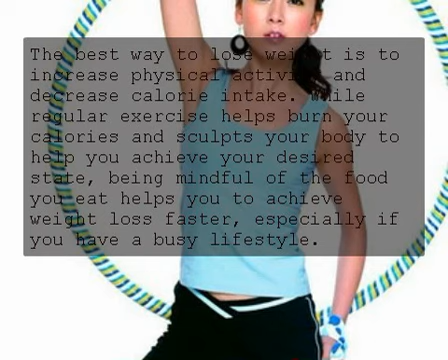 The best way to lose weight is to
increase physical activity and
decrease calorie intake. While
regular exercise helps burn your
calories and sculpts your body to
help you achieve your desired
state, being mindful of the food
you eat helps you to achieve
weight loss faster, especially if
you have a busy lifestyle.